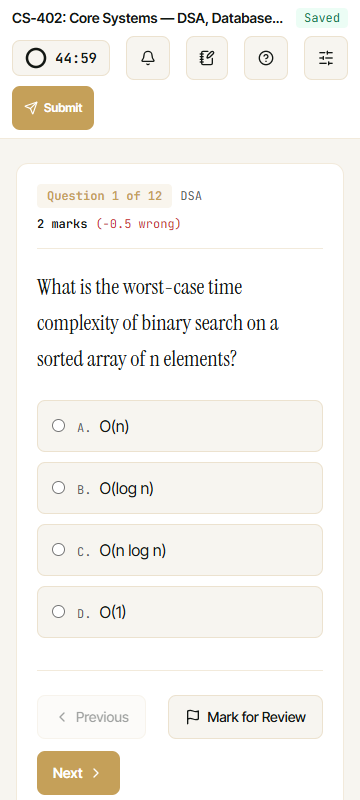 CS-402: Core Systems — DSA, Database...
Saved
44:59
Submit
Question 1 of 12 DSA
2 marks (-0.5 wrong)
What is the worst-case time
complexity of binary search on a
sorted array of n elements?
A. O(n)
B. O(log n)
C. O(n log n)
D. O(1)
Previous
Mark for Review
Next